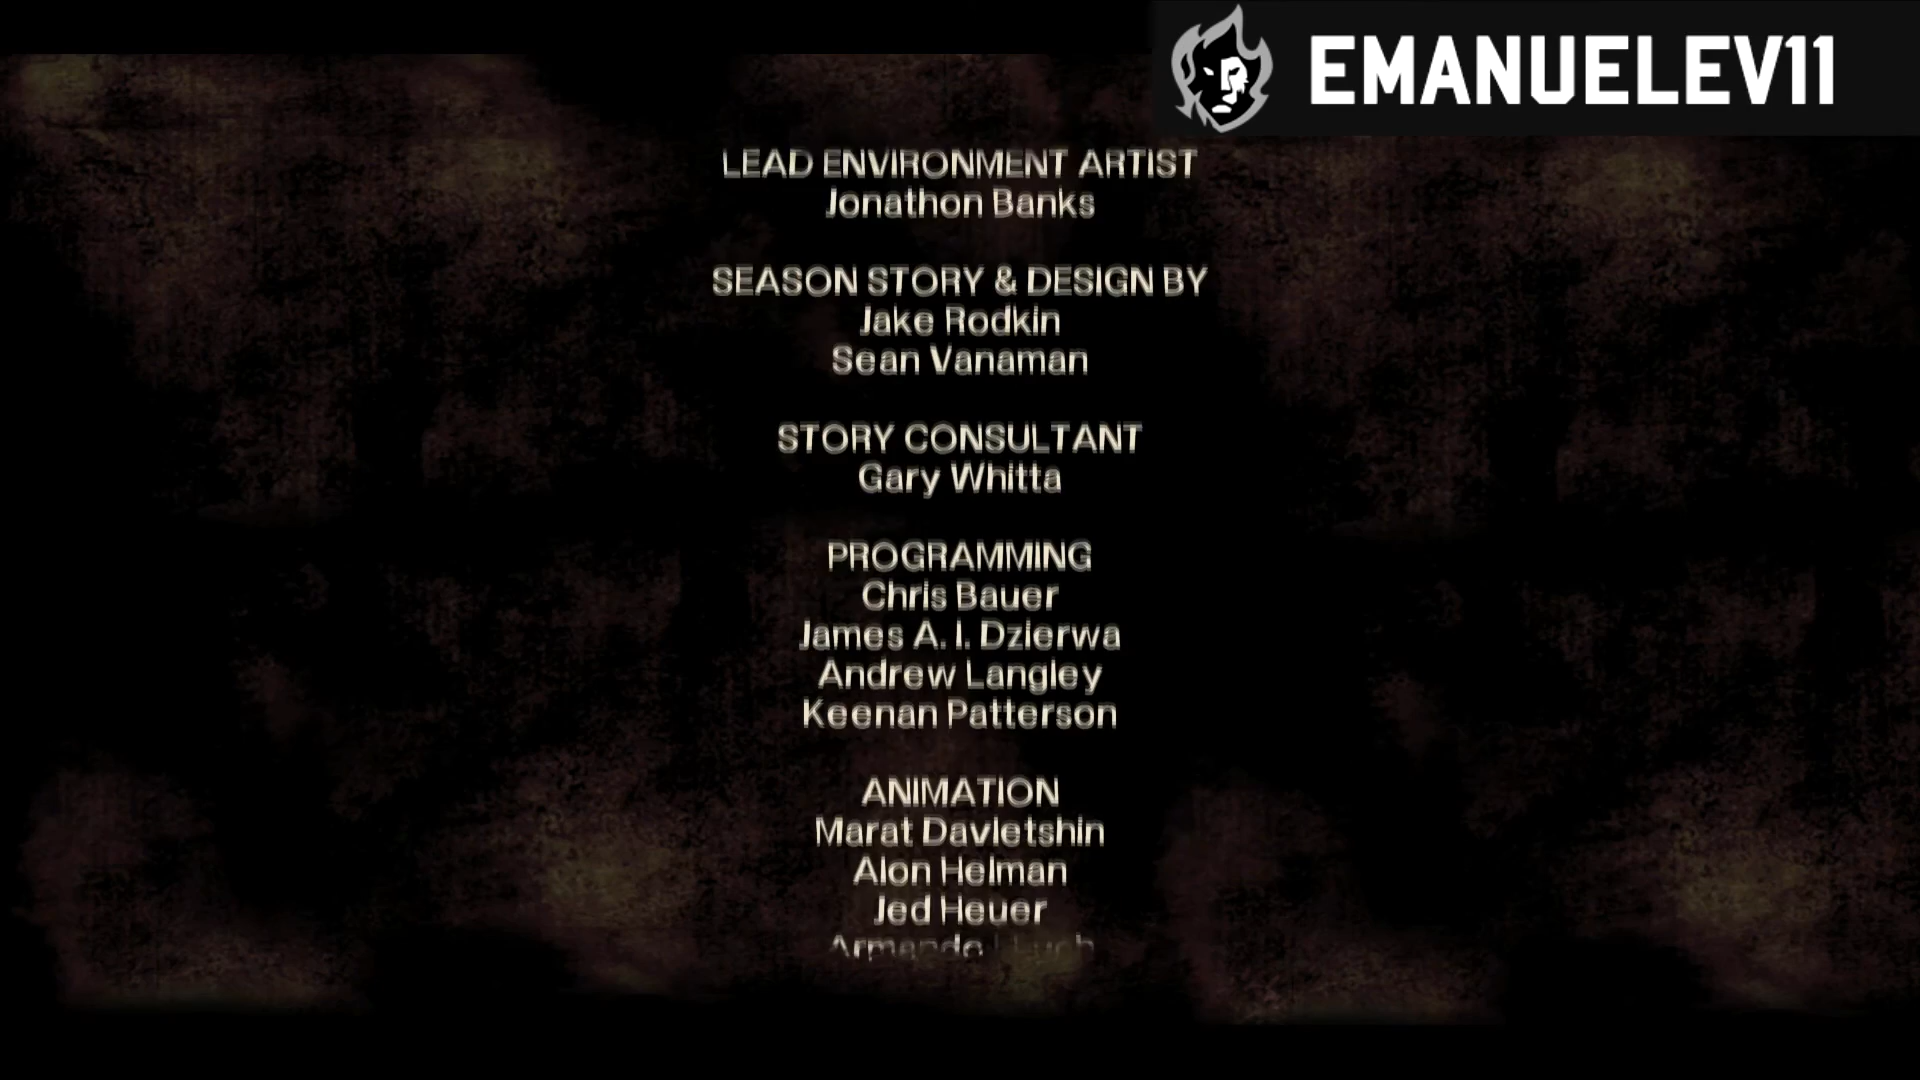 EMANUELEV11
LEAD ENVIRONMENT ARTIST
Jonathon Banks
SEASON STORY & DESIGN BY
Jake Rodkin
Sean Vanaman
STORY CONSULTANT
Gary Whitta
PROGRAMMING
Chris Bauer
James A. I. Dzierwa
Andrew Langley
Keenan Patterson
ANIMATION
Marat Davletshin
Alon Helman
Jed Heuer
Armando